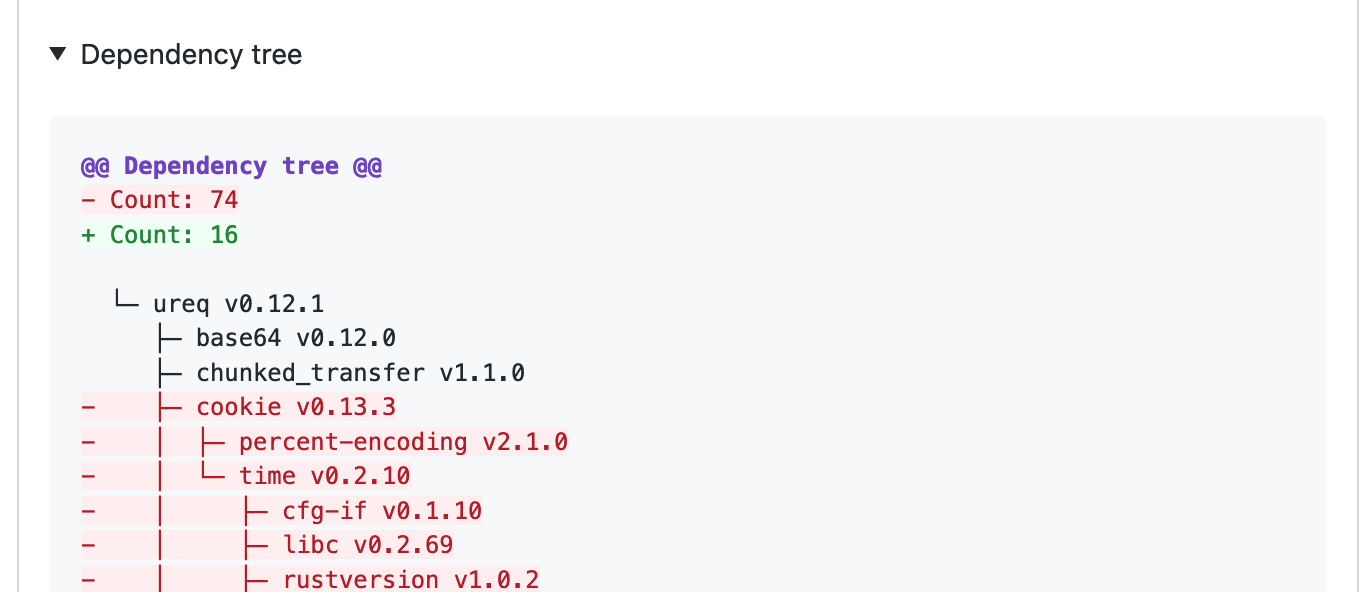 ▼ Dependency tree
@@ Dependency tree @@
- Count: 74
+ Count: 16
  └─ ureq v0.12.1
     ├─ base64 v0.12.0
     ├─ chunked_transfer v1.1.0
-    ├─ cookie v0.13.3
-    │  ├─ percent-encoding v2.1.0
-    │  └─ time v0.2.10
-    │     ├─ cfg-if v0.1.10
-    │     ├─ libc v0.2.69
-    │     ├─ rustversion v1.0.2